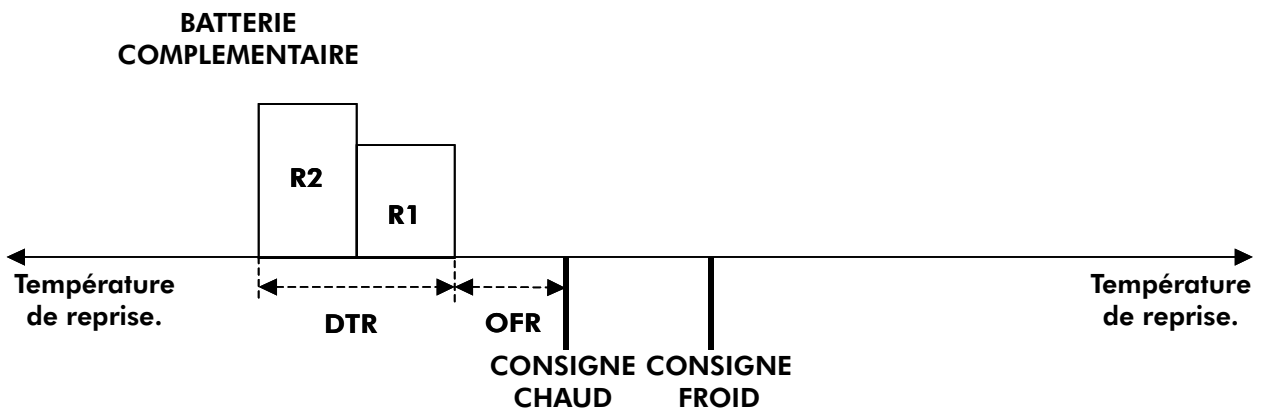 BATTERIE
COMPLEMENTAIRE
R2
R1
Température
de reprise.
DTR
OFR
Température
de reprise.
CONSIGNE
CHAUD
CONSIGNE
FROID